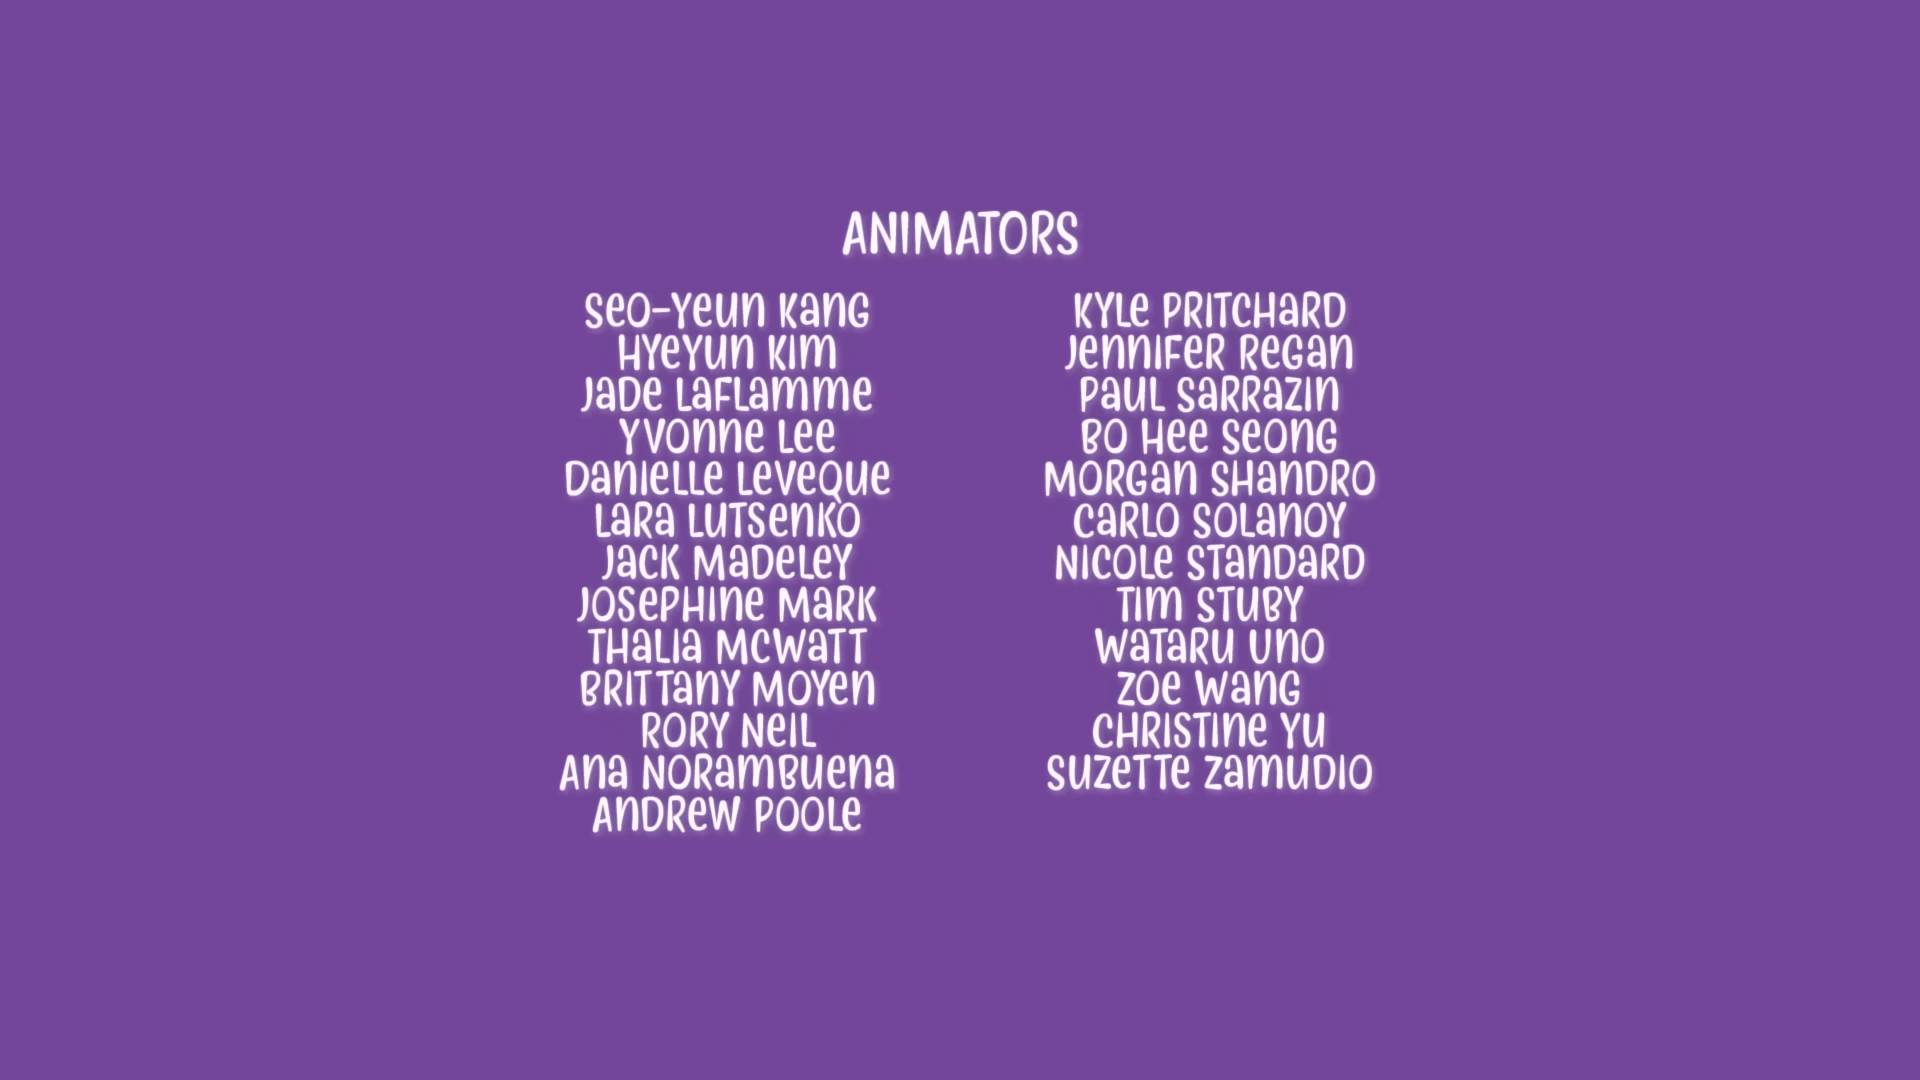 ANIMATORS
Seo-Yeun Kang
Hyeyun Kim
Jade Laflamme
Yvonne Lee
Danielle Leveque
Lara Lutsenko
Jack Madeley
Josephine Mark
Thalia McWatt
Brittany Moyen
Rory Neil
Ana Norambuena
Andrew Poole
Kyle Pritchard
Jennifer Regan
Paul Sarrazin
Bo Hee Seong
Morgan Shandro
Carlo Solanoy
Nicole Standard
Tim Stuby
Wataru Uno
Zoe Wang
Christine Yu
Suzette Zamudio